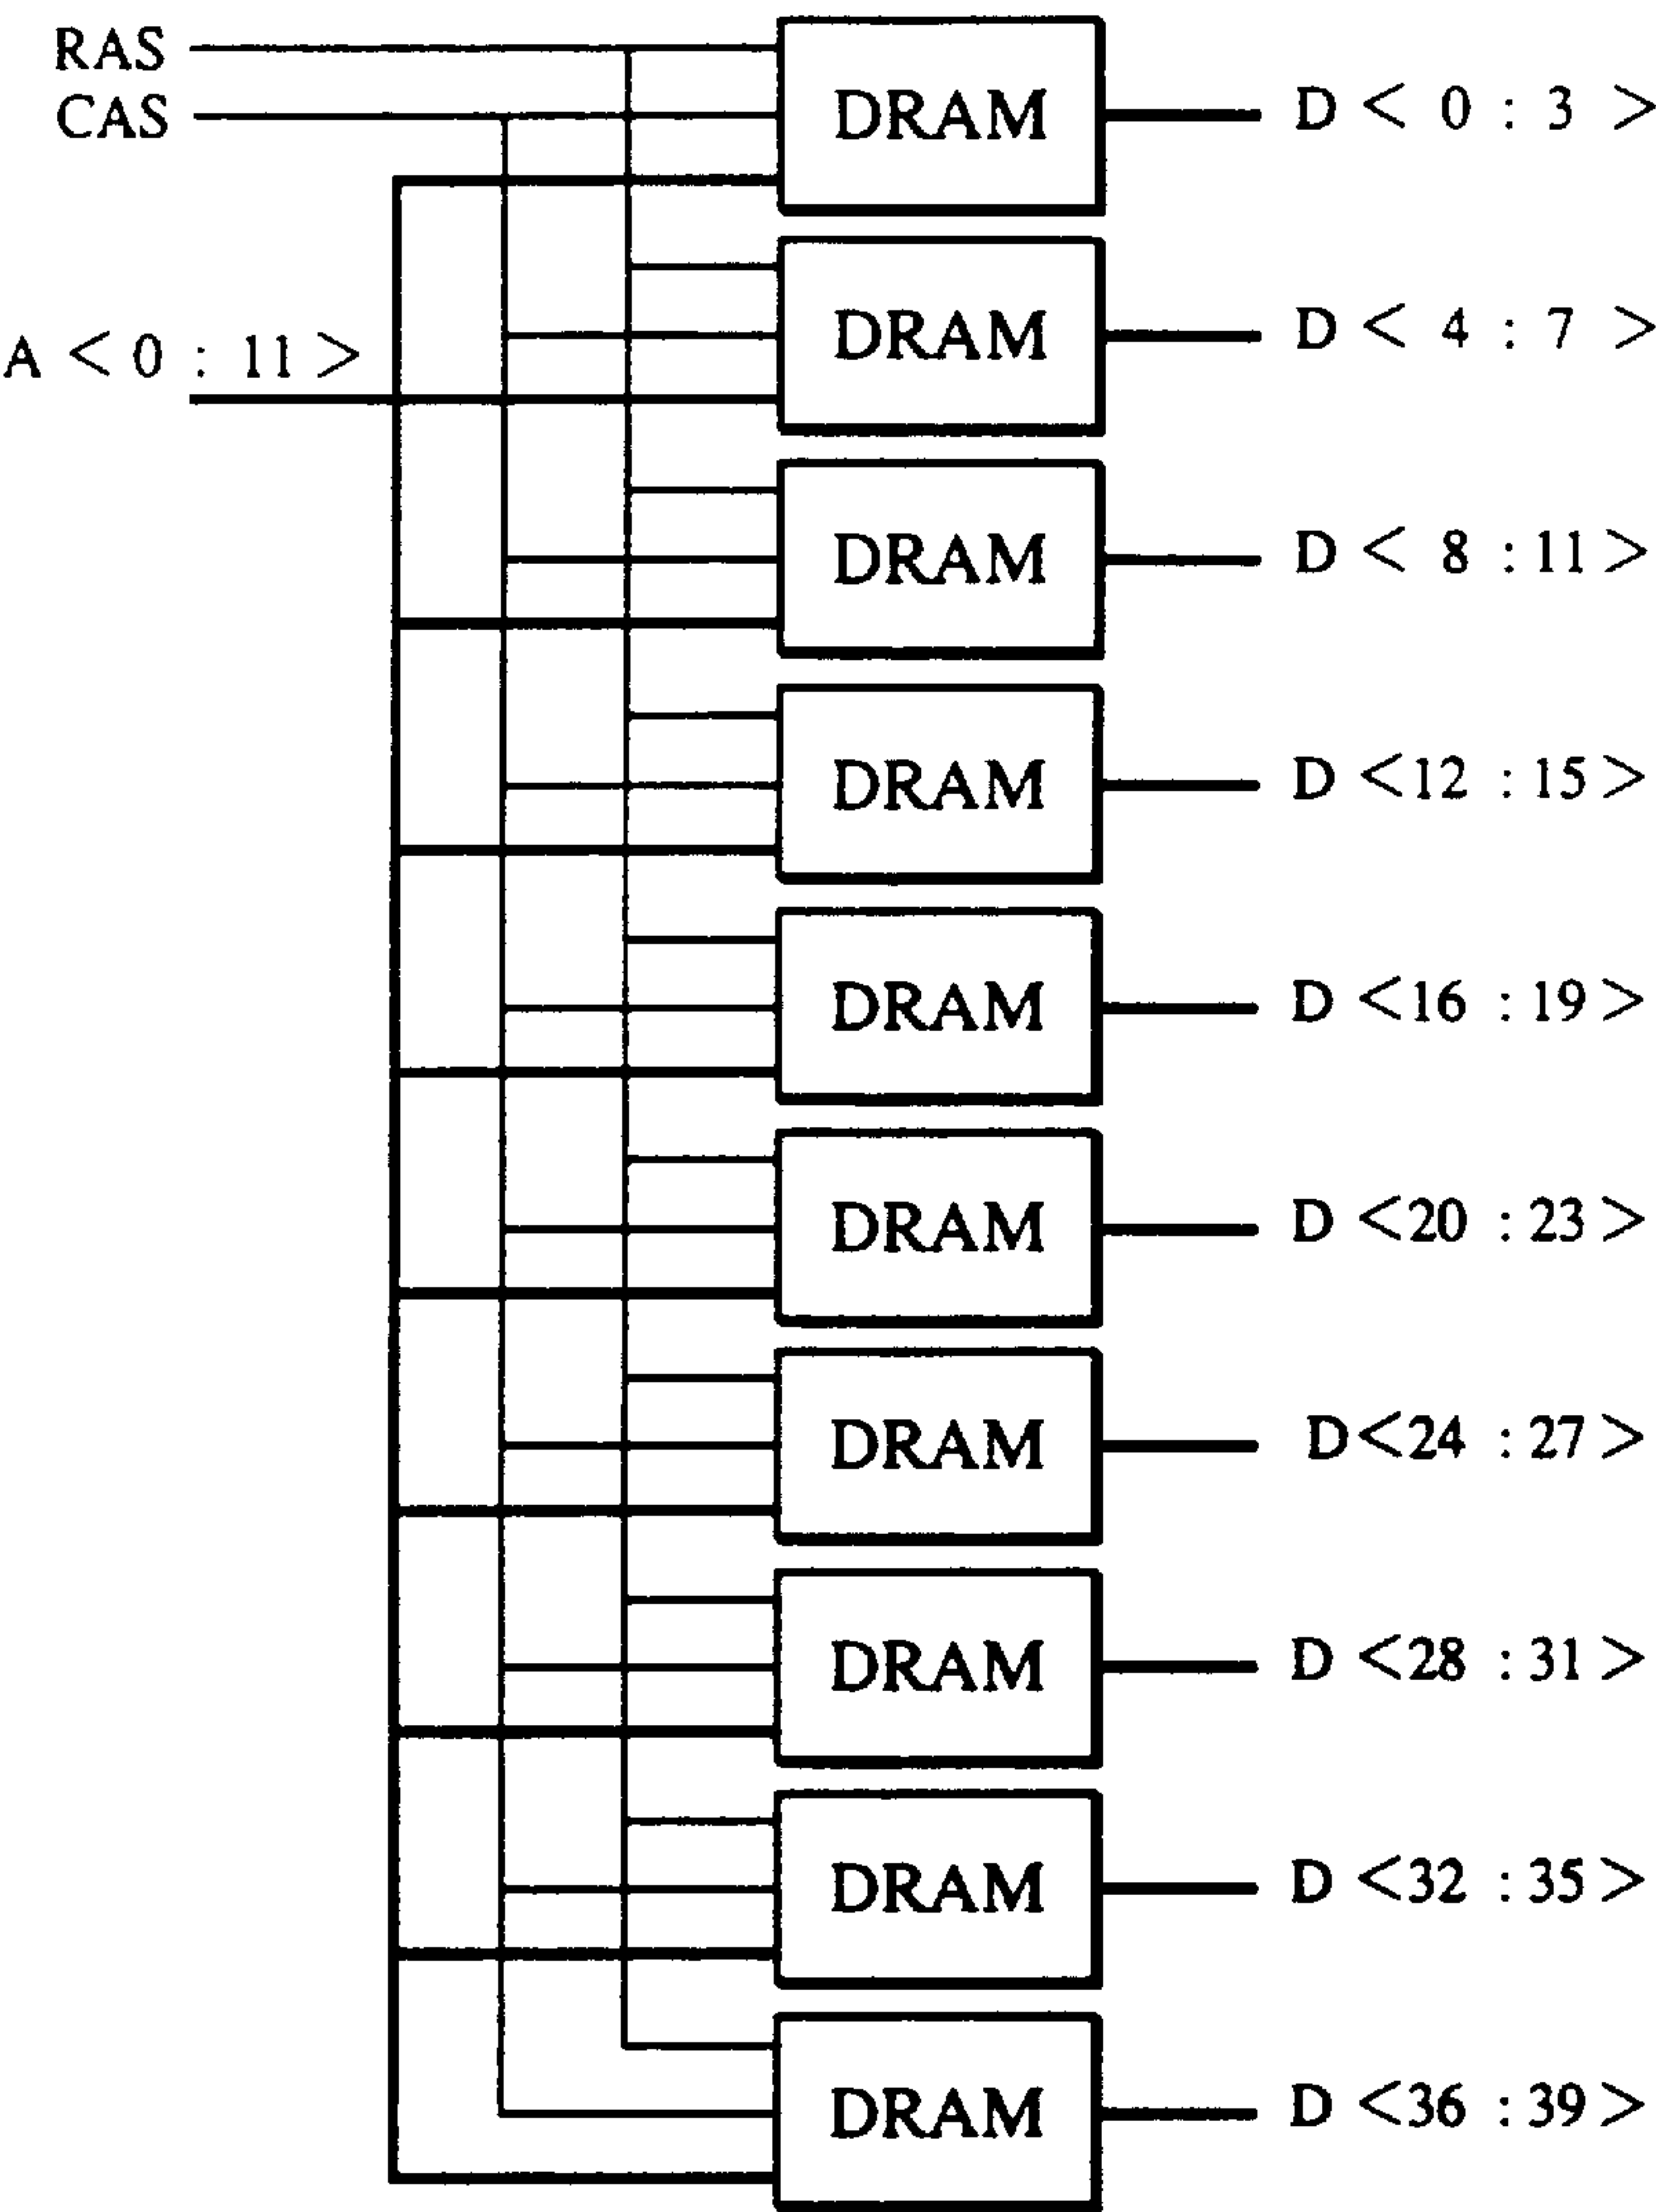 RAS
CAS
A < 0 : 11 >
DRAM
D < 0 : 3 >
DRAM
D < 4 : 7 >
DRAM
D < 8 : 11 >
DRAM
D <12 : 15 >
DRAM
D <16 : 19 >
DRAM
D <20 : 23 >
DRAM
D<24 : 27 >
DRAM
D <28 : 31 >
DRAM
D <32 : 35 >
DRAM
D <36 : 39 >